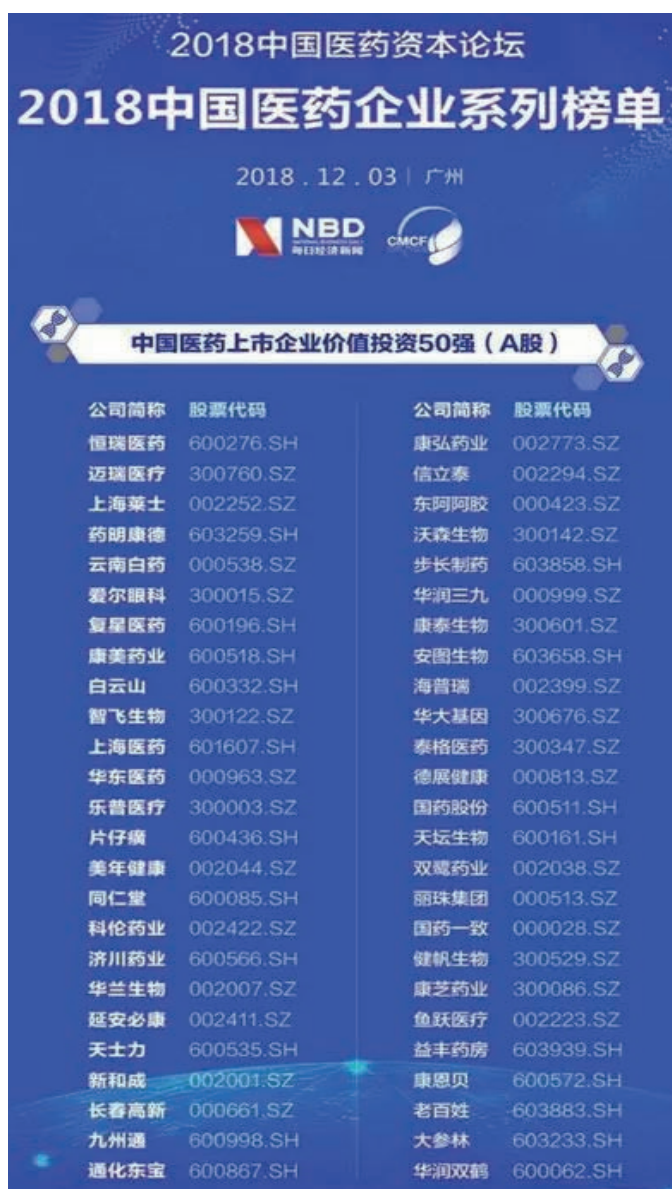 2018中国医药资本论坛
2018中国医药企业系列榜单
2018.12.03 | 广州
NBD
每日经济新闻
CMCF
中国医药上市企业价值投资50强（A股）
公司简称 股票代码
恒瑞医药 600276.SH
迈瑞医疗 300760.SZ
上海莱士 002252.SZ
药明康德 603259.SH
云南白药 000538.SZ
爱尔眼科 300015.SZ
复星医药 600196.SH
康美药业 600518.SH
白云山 600332.SH
智飞生物 300122.SZ
上海医药 601607.SH
华东医药 000963.SZ
乐普医疗 300003.SZ
片仔癀 600436.SH
美年健康 002044.SZ
同仁堂 600085.SH
科伦药业 002422.SZ
济川药业 600566.SH
华兰生物 002007.SZ
延安必康 002411.SZ
天士力 600535.SH
新和成 002001.SZ
长春高新 000661.SZ
九州通 600998.SH
通化东宝 600867.SH
公司简称 股票代码
康弘药业 002773.SZ
信立泰 002294.SZ
东阿阿胶 000423.SZ
沃森生物 300142.SZ
步长制药 603858.SH
华润三九 000999.SZ
康泰生物 300601.SZ
安图生物 603658.SH
海普瑞 002399.SZ
华大基因 300676.SZ
泰格医药 300347.SZ
德展健康 000813.SZ
国药股份 600511.SH
天坛生物 600161.SH
双鹭药业 002038.SZ
丽珠集团 000513.SZ
国药一致 000028.SZ
健帆生物 300529.SZ
康芝药业 300086.SZ
鱼跃医疗 002223.SZ
益丰药房 603939.SH
康恩贝 600572.SH
老百姓 603883.SH
大参林 603233.SH
华润双鹤 600062.SH